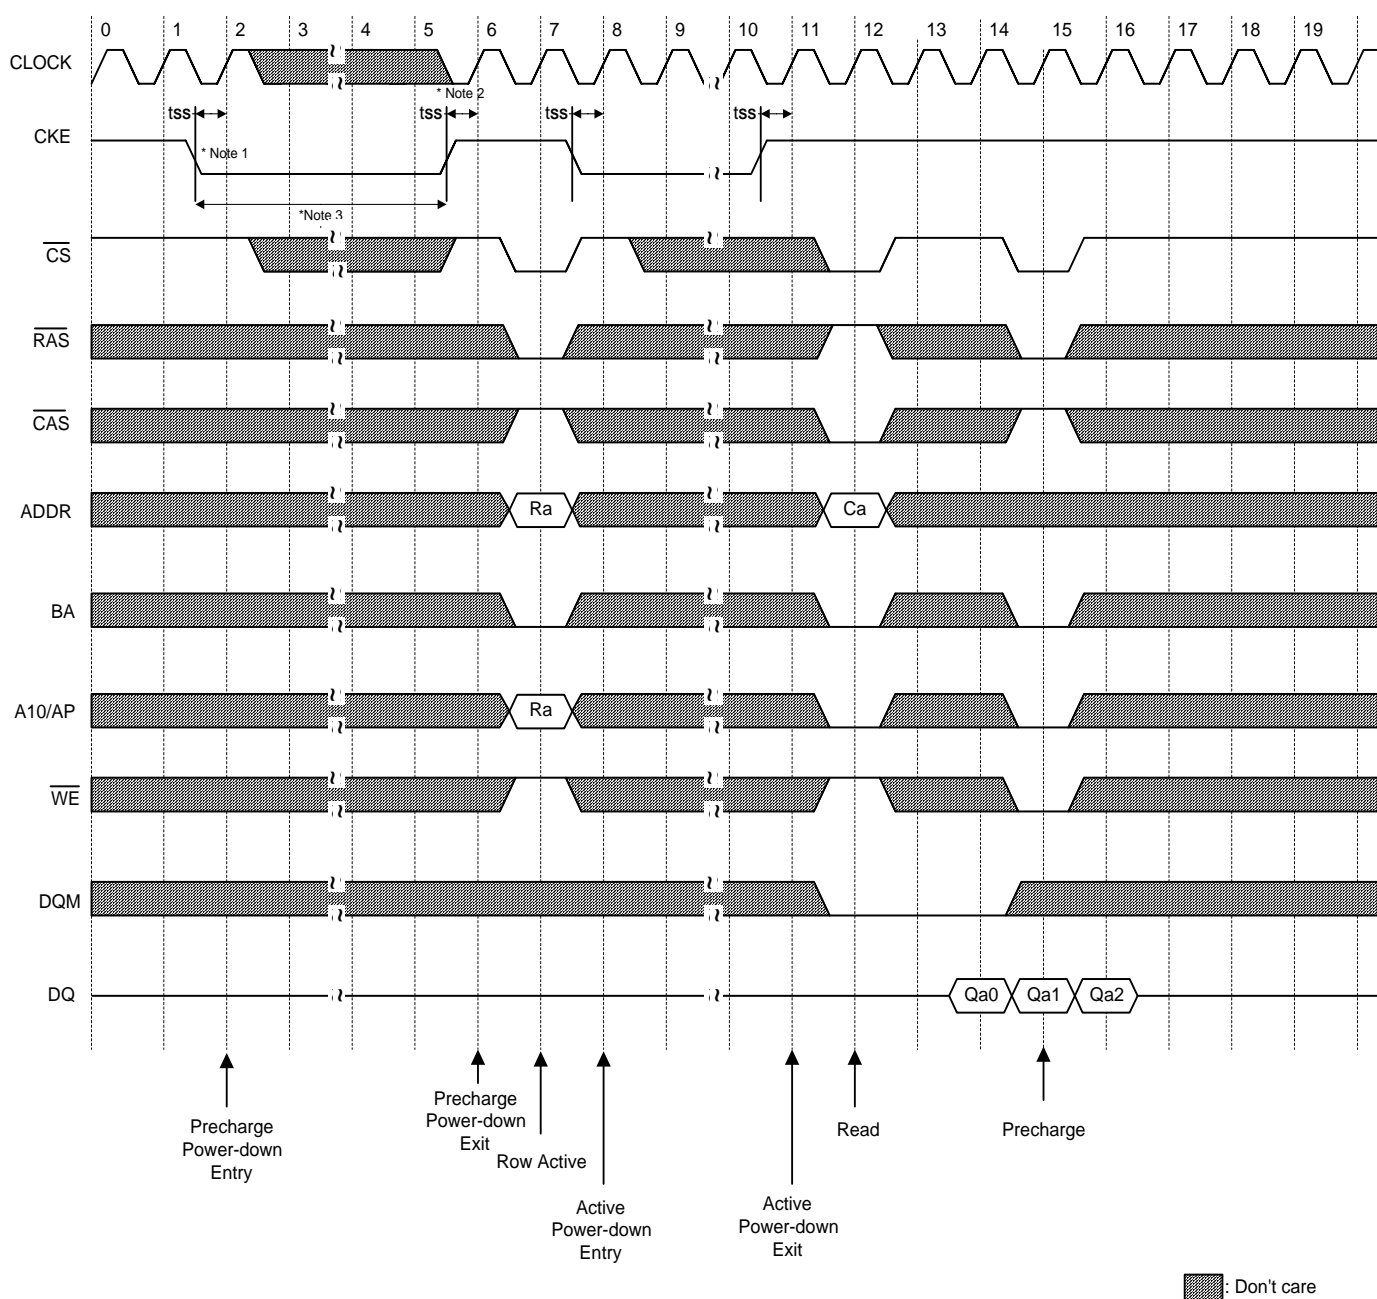 0 1 2 3 4 5 6 7 8 9 10 11 12 13 14 15 16 17 18 19
CLOCK
* Note 2
tss tss tss tss
CKE
* Note 1
*Note 3
CS
RAS
CAS
ADDR Ra Ca
BA
A10/AP Ra
WE
DQM
DQ Qa0 Qa1 Qa2
Precharge
Power-down
Entry
Precharge
Power-down
Exit
Row Active
Active
Power-down
Entry
Active
Power-down
Exit
Read
Precharge
: Don't care